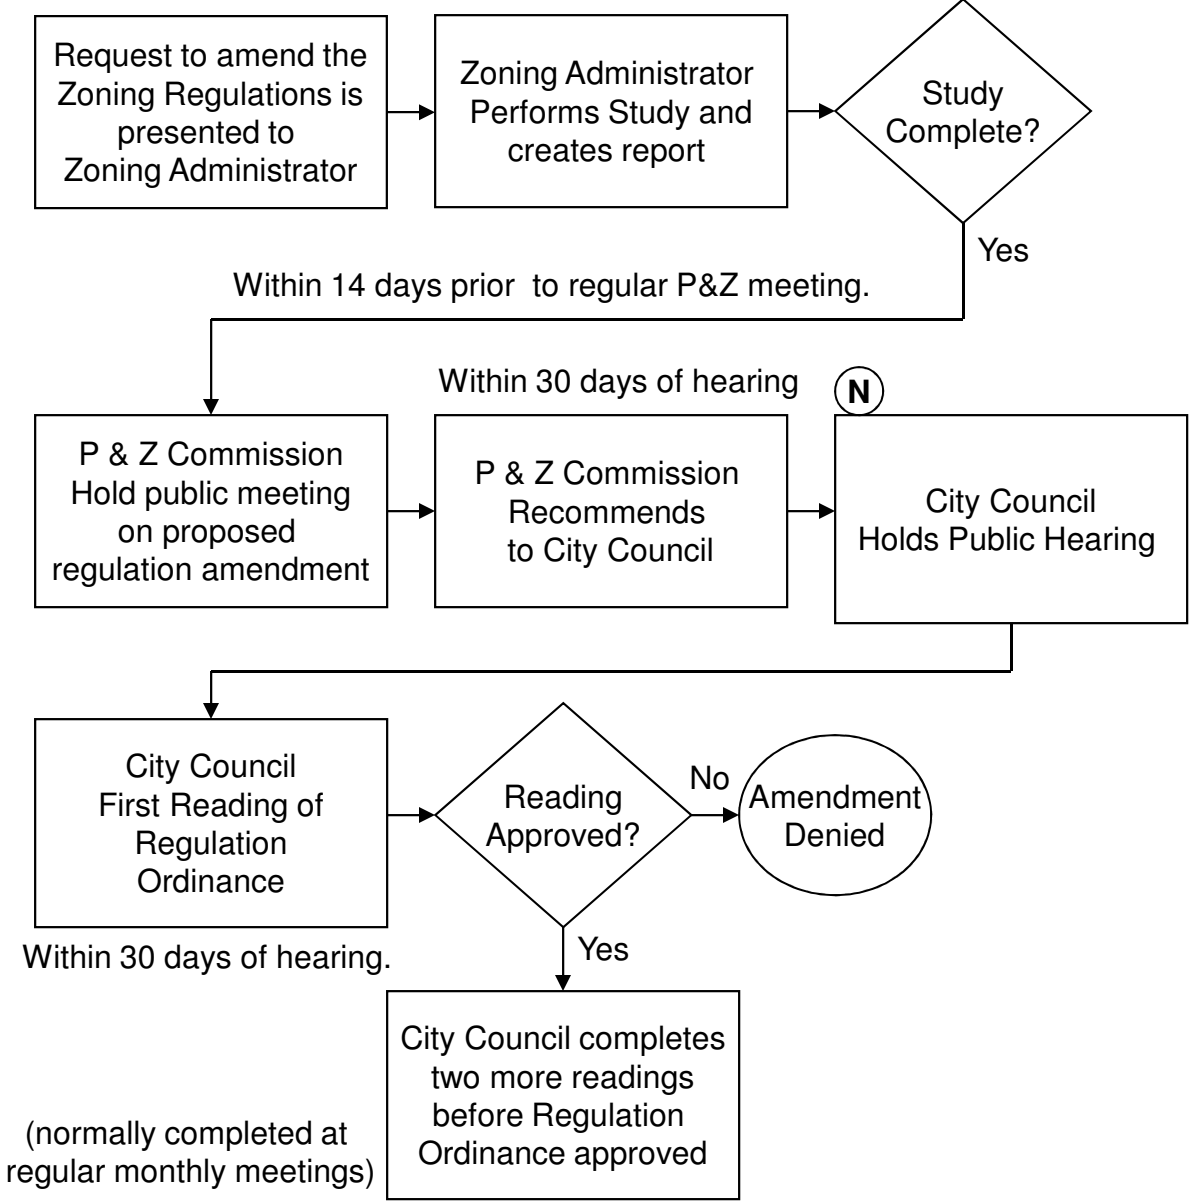 Request to amend the
Zoning Regulations is
presented to
Zoning Administrator
Zoning Administrator
Performs Study and
creates report
Study
Complete?
Yes
Within 14 days prior to regular P&Z meeting.
P & Z Commission
Hold public meeting
on proposed
regulation amendment
Within 30 days of hearing
P & Z Commission
Recommends
to City Council
N
City Council
Holds Public Hearing
City Council
First Reading of
Regulation
Ordinance
Within 30 days of hearing.
Reading
Approved?
No
Amendment
Denied
Yes
City Council completes
two more readings
before Regulation
Ordinance approved
(normally completed at
regular monthly meetings)